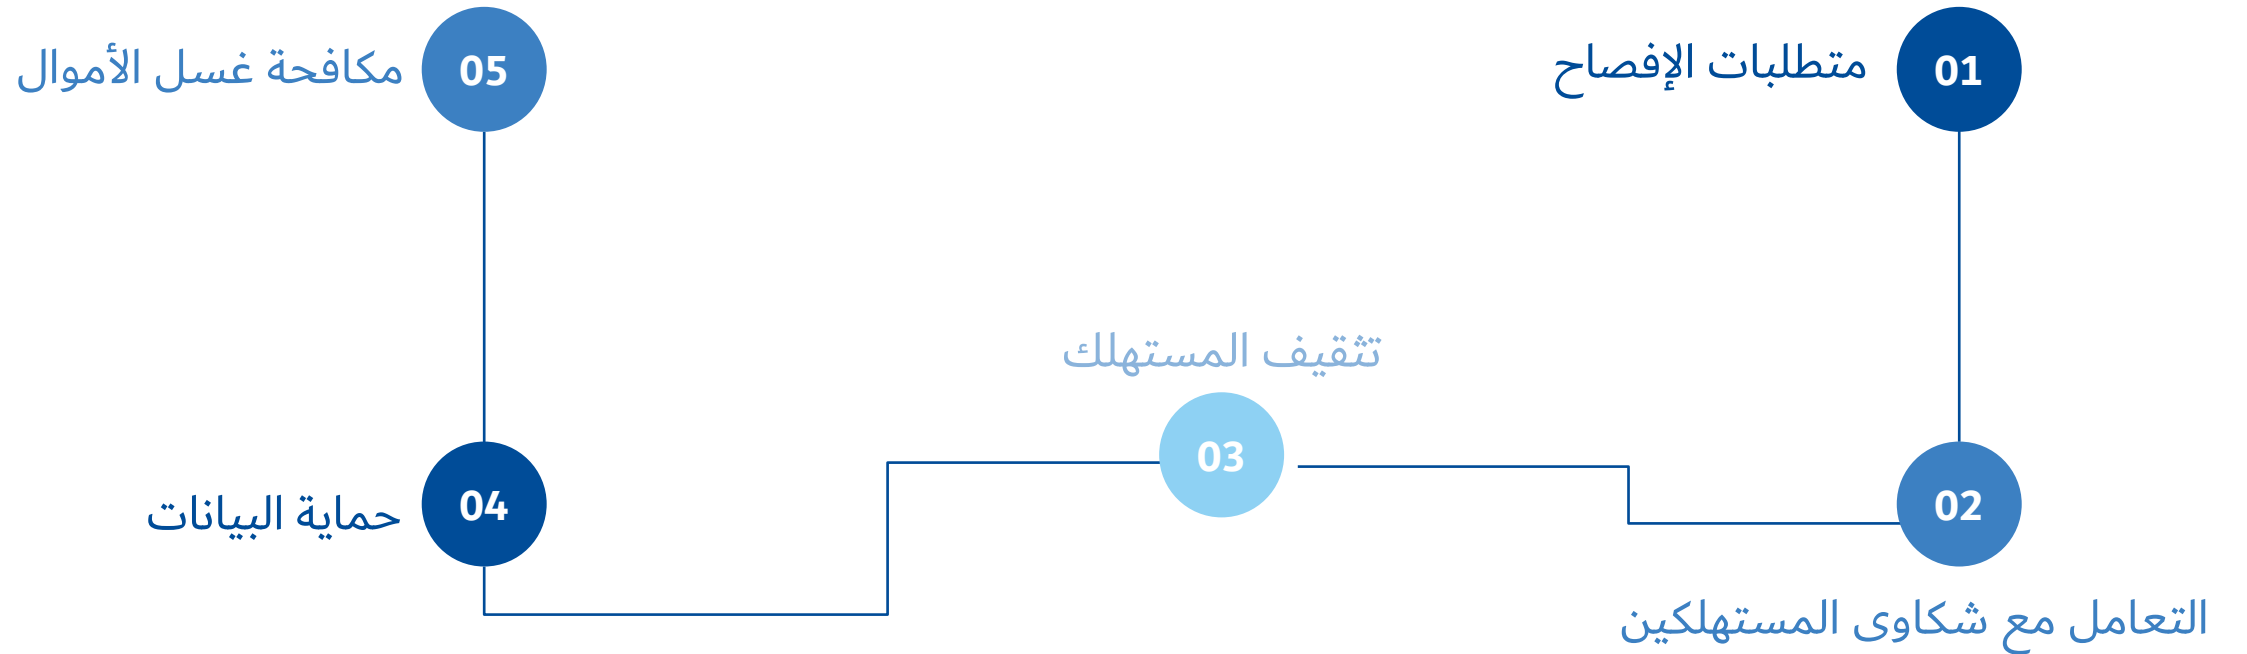 01
متطلبات الإفصاح
02
التعامل مع شكاوى المستهلكين
03
تثقيف المستهلك
04
حماية البيانات
05
مكافحة غسل الأموال